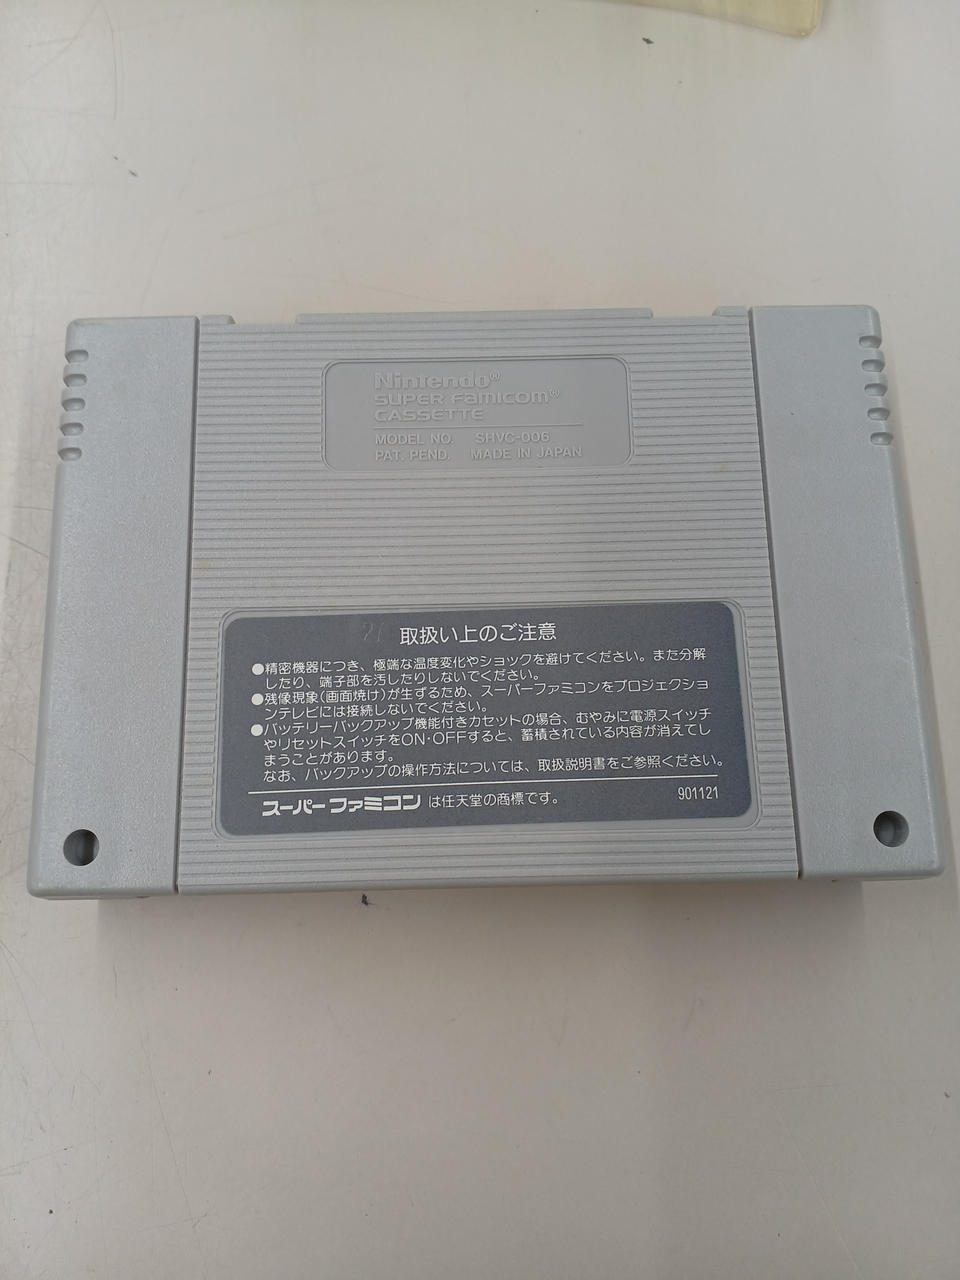 Nintendo®
SUPER FAMICOM®
CASSETTE
MODEL NO. SHVC-006
PAT. PEND. MADE IN JAPAN
取扱い上のご注意
●精密機器につき、極端な温度変化やショックを避けてください。また分解
したり、端子部を汚したりしないでください。
●残像現象(画面焼け)が生ずるため、スーパーファミコンをプロジェクショ
ンテレビには接続しないでください。
●バッテリーバックアップ機能付きカセットの場合、むやみに電源スイッチ
やリセットスイッチをON・OFFすると、蓄積されている内容が消えてし
まうことがあります。
なお、バックアップの操作方法については、取扱説明書をご参照ください。
スーパーファミコン は任天堂の商標です。 901121